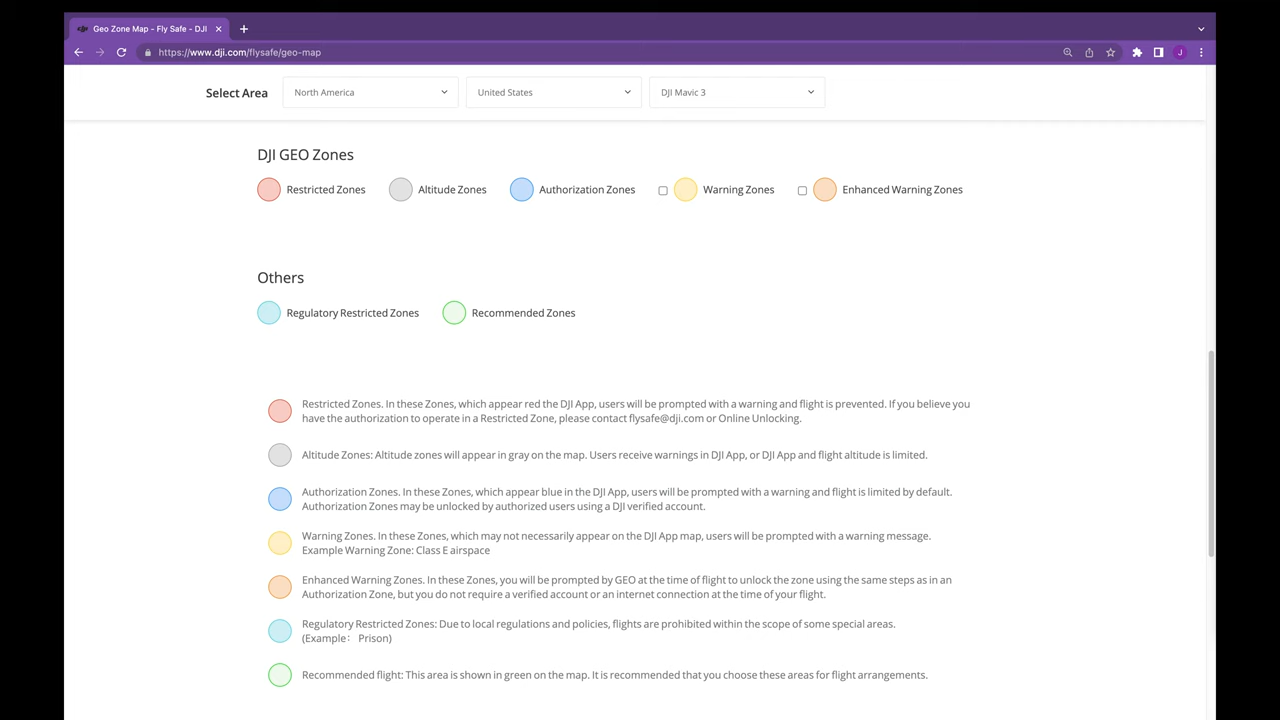 Geo Zone Map - Fly Safe - DJI
https://www.dji.com/flysafe/geo-map
J
Select Area
North America
United States
DJI Mavic 3
DJI GEO Zones
Restricted Zones
Altitude Zones
Authorization Zones
Warning Zones
Enhanced Warning Zones
Others
Regulatory Restricted Zones
Recommended Zones
Restricted Zones. In these Zones, which appear red the DJI App, users will be prompted with a warning and flight is prevented. If you believe you
have the authorization to operate in a Restricted Zone, please contact flysafe@dji.com or Online Unlocking.
Altitude Zones: Altitude zones will appear in gray on the map. Users receive warnings in DJI App, or DJI App and flight altitude is limited.
Authorization Zones. In these Zones, which appear blue in the DJI App, users will be prompted with a warning and flight is limited by default.
Authorization Zones may be unlocked by authorized users using a DJI verified account.
Warning Zones. In these Zones, which may not necessarily appear on the DJI App map, users will be prompted with a warning message.
Example Warning Zone: Class E airspace
Enhanced Warning Zones. In these Zones, you will be prompted by GEO at the time of flight to unlock the zone using the same steps as in an
Authorization Zone, but you do not require a verified account or an internet connection at the time of your flight.
Regulatory Restricted Zones: Due to local regulations and policies, flights are prohibited within the scope of some special areas.
(Example： Prison)
Recommended flight: This area is shown in green on the map. It is recommended that you choose these areas for flight arrangements.